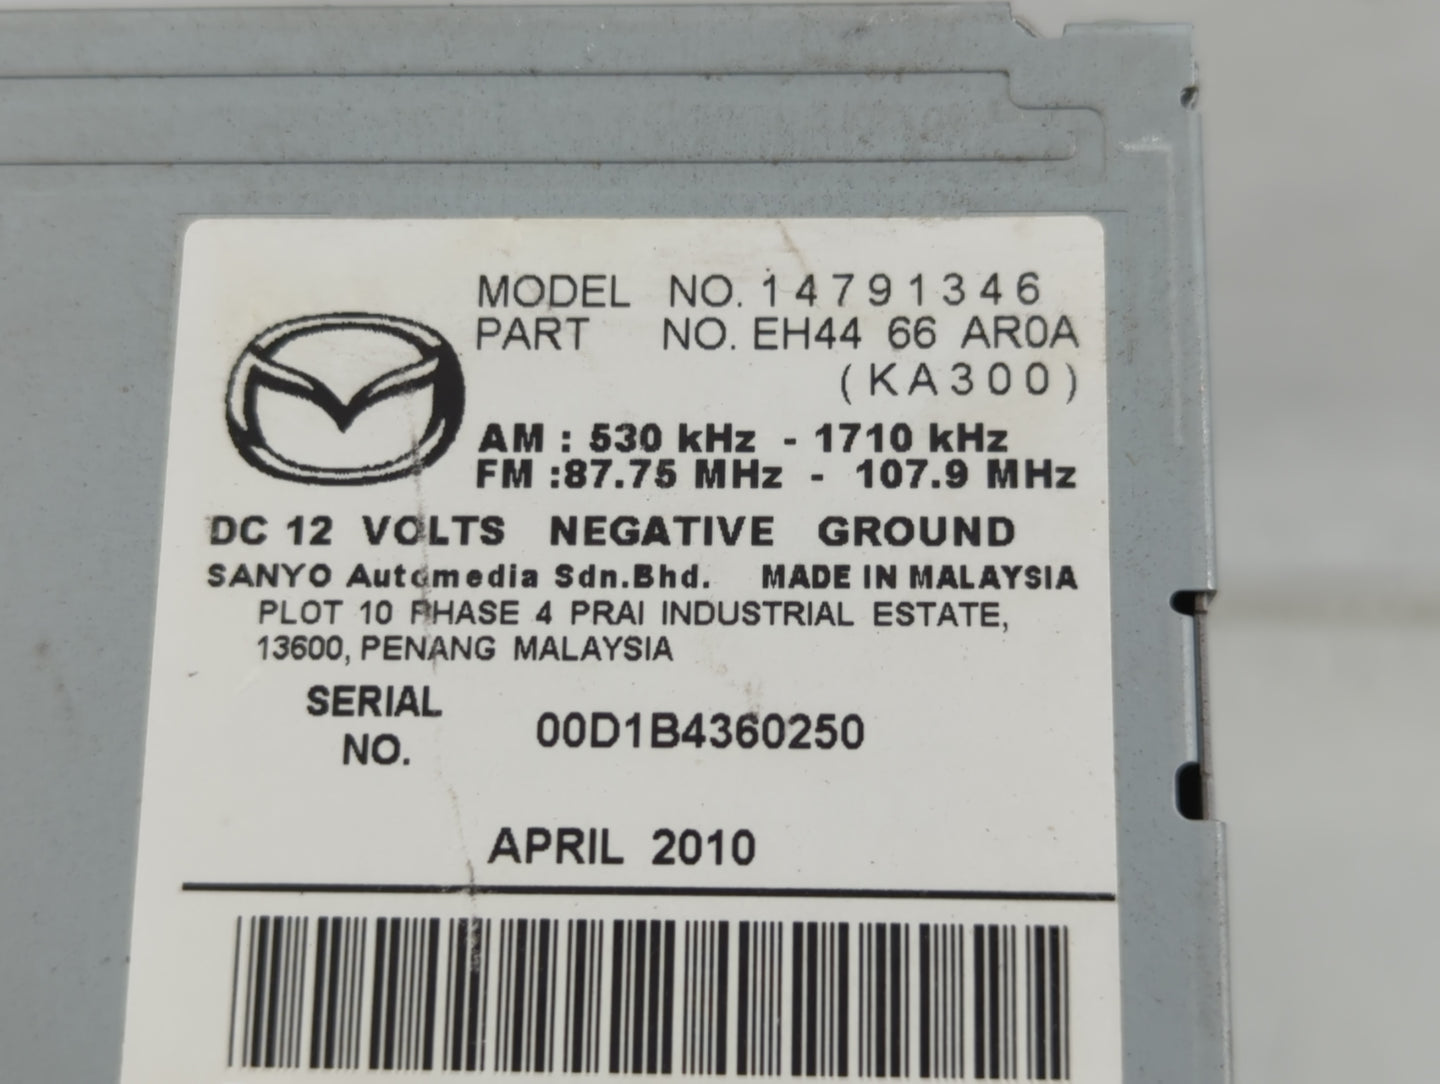 MODEL NO. 14791346
PART NO. EH44 66 AR0A
(KA300)
AM : 530 kHz - 1710 kHz
FM :87.75 MHz - 107.9 MHz
DC 12 VOLTS NEGATIVE GROUND
SANYO Automedia Sdn.Bhd. MADE IN MALAYSIA
PLOT 10 PHASE 4 PRAI INDUSTRIAL ESTATE,
13600, PENANG MALAYSIA
SERIAL NO. 00D1B4360250
APRIL 2010